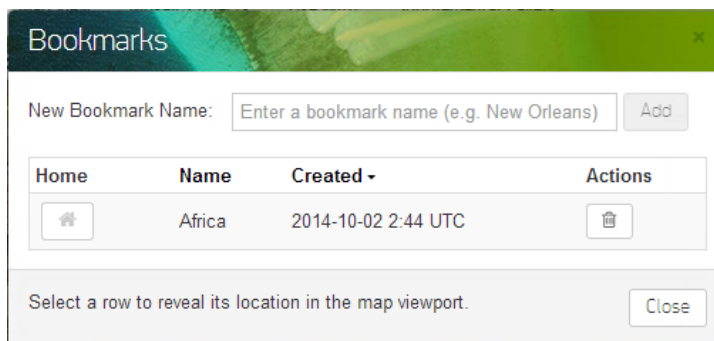 Bookmarks ×
New Bookmark Name: Enter a bookmark name (e.g. New Orleans) Add
Home Name Created Actions
Africa 2014-10-02 2:44 UTC
Select a row to reveal its location in the map viewport. Close